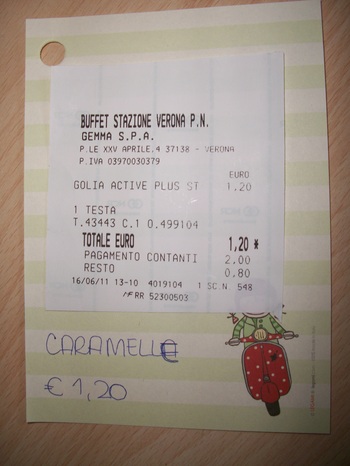 BUFFET STAZIONE VERONA P.N.
GEMMA S.P.A.
P.LE XXV APRILE.4 37138 - VERONA
P.IVA 03970030379
EURO
GOLIA ACTIVE PLUS ST 1.20
1 TESTA
T.43443 C.1 0.499104
TOTALE EURO 1,20 *
PAGAMENTO CONTANTI 2.00
RESTO 0.80
16/06/11 13-10 4019104 1 SC.N 548
MF RR 52300503
CARAMELLE
€ 1,20